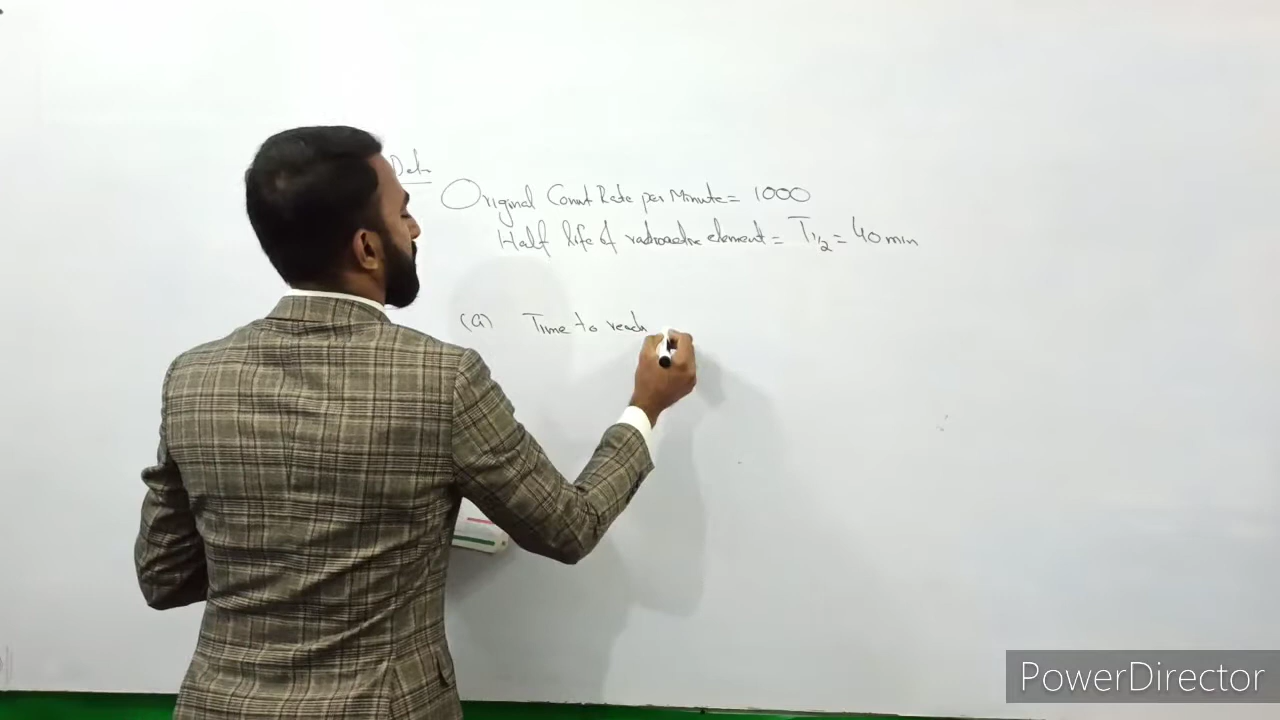 Data
Original Count Rate per Minute = 1000
Half life of radioactive element = T1/2 = 40 min
(a) Time to reach
PowerDirector